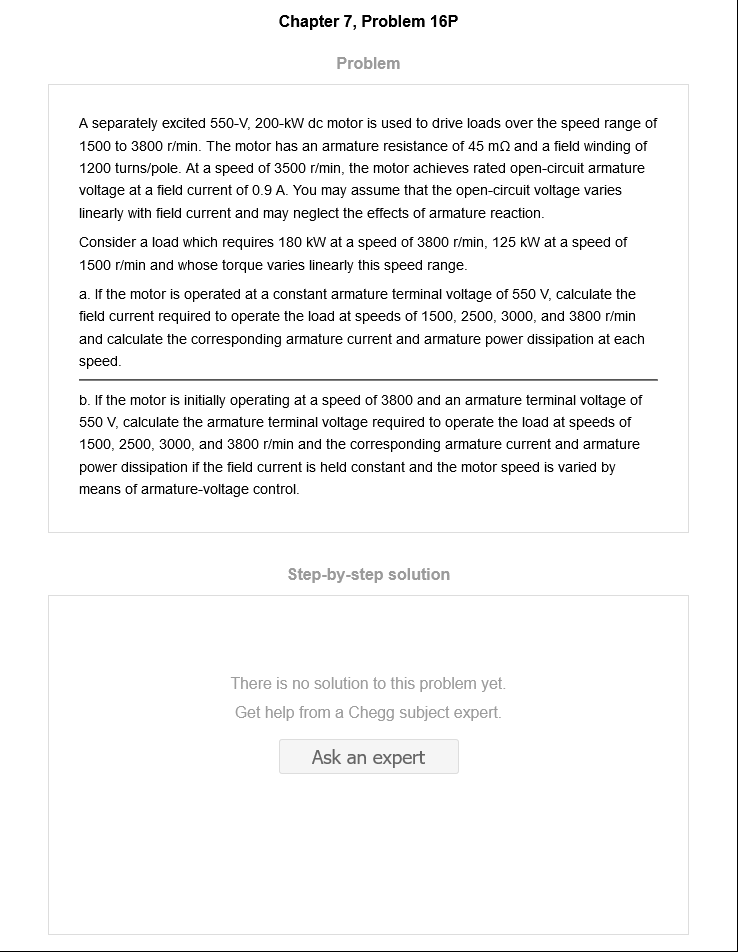 Chapter 7, Problem 16P
Problem
A separately excited 550-V, 200-kW dc motor is used to drive loads over the speed range of
1500 to 3800 r/min. The motor has an armature resistance of 45 mΩ and a field winding of
1200 turns/pole. At a speed of 3500 r/min, the motor achieves rated open-circuit armature
voltage at a field current of 0.9 A. You may assume that the open-circuit voltage varies
linearly with field current and may neglect the effects of armature reaction.
Consider a load which requires 180 kW at a speed of 3800 r/min, 125 kW at a speed of
1500 r/min and whose torque varies linearly this speed range.
a. If the motor is operated at a constant armature terminal voltage of 550 V, calculate the
field current required to operate the load at speeds of 1500, 2500, 3000, and 3800 r/min
and calculate the corresponding armature current and armature power dissipation at each
speed.
b. If the motor is initially operating at a speed of 3800 and an armature terminal voltage of
550 V, calculate the armature terminal voltage required to operate the load at speeds of
1500, 2500, 3000, and 3800 r/min and the corresponding armature current and armature
power dissipation if the field current is held constant and the motor speed is varied by
means of armature-voltage control.
Step-by-step solution
There is no solution to this problem yet.
Get help from a Chegg subject expert.
Ask an expert